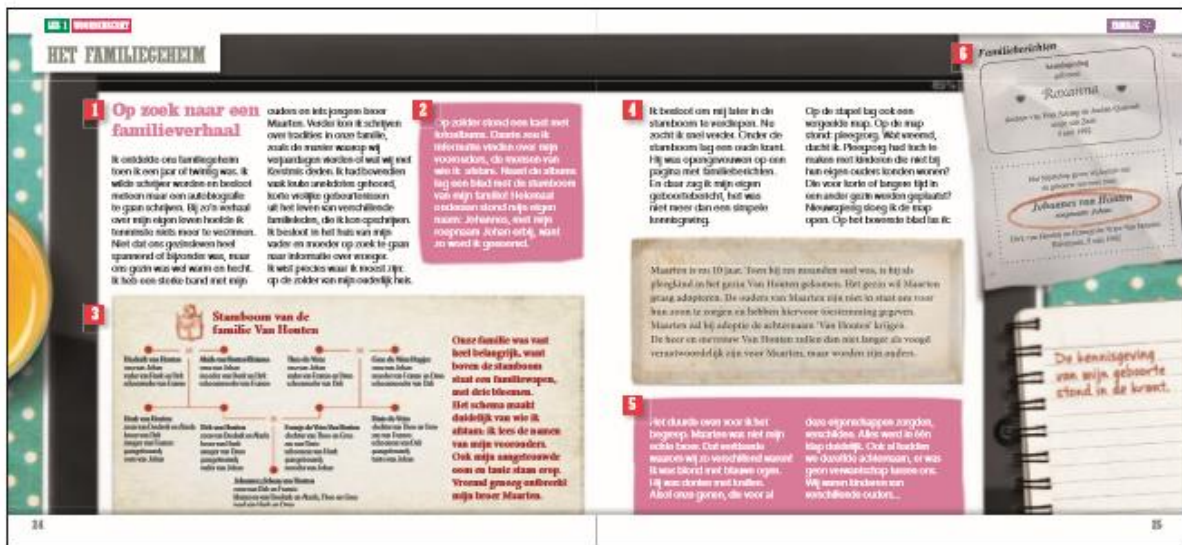 LES 1 WOORDENSCHAT
FAMILIE
HET FAMILIEGEHEIM
1
Op zoek naar een
familieverhaal
Ik ontdekte ons familiegeheim
toen ik een jaar of twintig was. Ik
wilde schrijver worden en besloot
meteen maar een autobiografie
te gaan schrijven. Bij zo'n verhaal
over mijn eigen leven hoefde ik
tenminste niets meer te verzinnen.
Niet dat ons gezinsleven heel
spannend of bijzonder was, maar
ons gezin was wel warm en hecht.
Ik heb een sterke band met mijn
ouders en iets jongere broer
Maarten. Verder kon ik schrijven
over tradities in onze familie,
zoals de manier waarop wij
verjaardagen vierden of wat wij met
Kerstmis deden. Ik had bovendien
vaak leuke anekdotes gehoord,
korte vrolijke gebeurtenissen
uit het leven van verschillende
familieleden, die ik kon opschrijven.
Ik besloot in het huis van mijn
vader en moeder op zoek te gaan
naar informatie over vroeger.
Ik wist precies waar ik moest zijn:
op de zolder van mijn ouderlijk huis.
2
Op zolder stond een kast met
fotoalbums. Daarin zou ik
informatie vinden over mijn
voorouders, de mensen van
wie ik afstam. Naast de albums
lag een blad met de stamboom
van mijn familie! Helemaal
onderaan stond mijn eigen
naam: Johannes, met mijn
roepnaam Johan erbij, want
zo word ik genoemd.
3
Stamboom van de
familie Van Houten
Onze familie was vast
heel belangrijk, want
boven de stamboom
staat een familiewapen,
met drie bloemen.
Het schema maakt
duidelijk van wie ik
afstam: ik lees de namen
van mijn voorouders.
Ook mijn aangetrouwde
oom en tante staan erop.
Vreemd genoeg ontbreekt
mijn broer Maarten.
4
Ik besloot om mij later in de
stamboom te verdiepen. Nu
zocht ik snel verder. Onder de
stamboom lag een oude krant.
Hij was opengevouwen op een
pagina met familieberichten.
En daar zag ik mijn eigen
geboortebericht, het was
niet meer dan een simpele
kennisgeving.
Op de stapel lag ook een
vergeelde map. Op de map
stond: pleegzorg. Wat vreemd,
dacht ik. Pleegzorg had toch te
maken met kinderen die niet bij
hun eigen ouders konden wonen?
Die voor korte of langere tijd in
een ander gezin werden geplaatst?
Nieuwsgierig sloeg ik de map
open. Op het bovenste blad las ik:
Maarten is nu 10 jaar. Toen hij zes maanden oud was, is hij als
pleegkind in het gezin Van Houten gekomen. Het gezin wil Maarten
graag adopteren. De ouders van Maarten zijn niet in staat om voor
hun zoon te zorgen en hebben hiervoor toestemming gegeven.
Maarten zal bij adoptie de achternaam 'Van Houten' krijgen.
De heer en mevrouw Van Houten zullen dan niet langer als voogd
verantwoordelijk zijn voor Maarten, maar worden zijn ouders.
5
Het duurde even voor ik het
begreep. Maarten was niet mijn
echte broer. Dat verklaarde
waarom wij zo verschillend waren!
Ik was blond met blauwe ogen.
Hij was donker met krullen.
Al onze genen, die voor al
deze eigenschappen zorgden,
verschilden. Alles werd in één
klap duidelijk. Ook al hadden
we dezelfde achternaam, er was
geen verwantschap tussen ons.
Wij waren kinderen van
verschillende ouders...
6
Familieberichten
Roxanna
Johannes van Houten
roepnaam Johan
De kennisgeving
van mijn geboorte
stond in de krant.
24
25